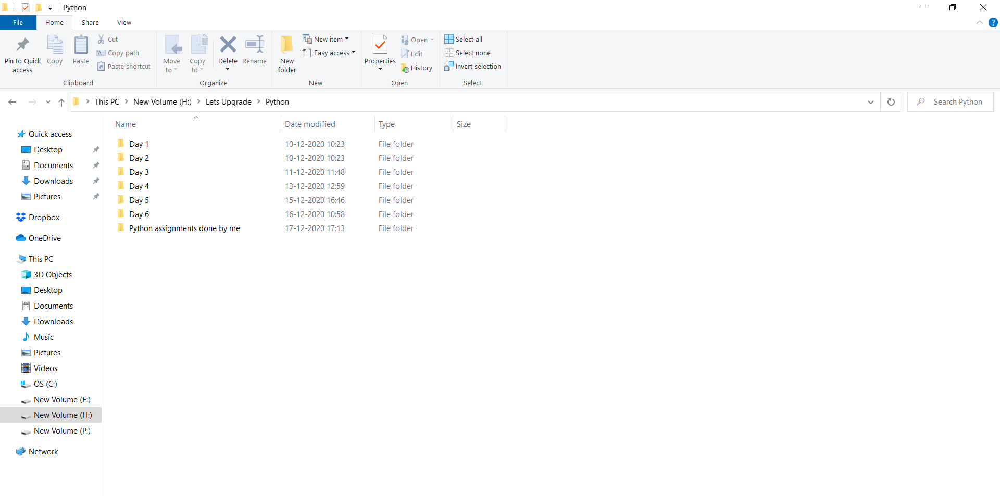 Python
File Home Share View
Pin to Quick access
Copy
Paste
Cut
Copy path
Paste shortcut
Clipboard
Move to
Copy to
Delete
Rename
Organize
New folder
New item
Easy access
New
Properties
Open
Edit
History
Open
Select all
Select none
Invert selection
Select
This PC New Volume (H:) Lets Upgrade Python
Search Python
Name Date modified Type Size
Day 1 10-12-2020 10:23 File folder
Day 2 10-12-2020 10:23 File folder
Day 3 11-12-2020 11:48 File folder
Day 4 13-12-2020 12:59 File folder
Day 5 15-12-2020 16:46 File folder
Day 6 16-12-2020 10:58 File folder
Python assignments done by me 17-12-2020 17:13 File folder
Quick access
Desktop
Documents
Downloads
Pictures
Dropbox
OneDrive
This PC
3D Objects
Desktop
Documents
Downloads
Music
Pictures
Videos
OS (C:)
New Volume (E:)
New Volume (H:)
New Volume (P:)
Network